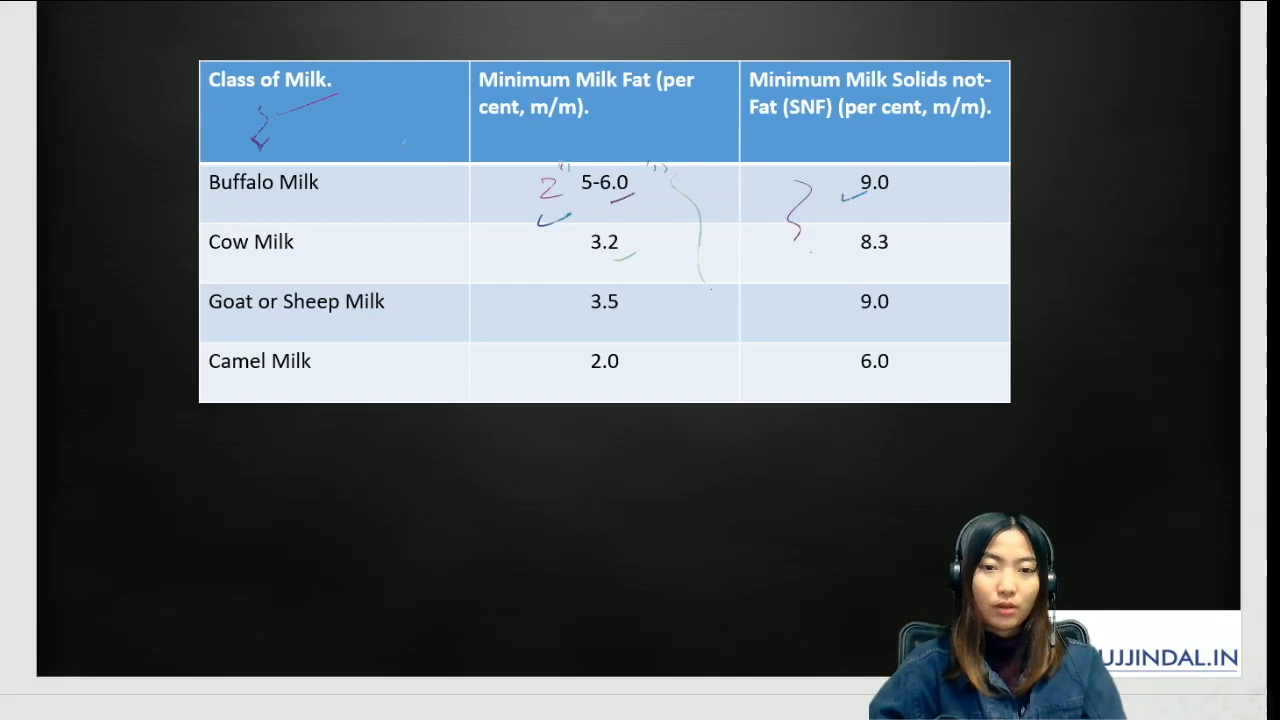 Class of Milk.
Minimum Milk Fat (per
cent, m/m).
Minimum Milk Solids not-
Fat (SNF) (per cent, m/m).
Buffalo Milk
2 5-6.0
9.0
Cow Milk
3.2
8.3
Goat or Sheep Milk
3.5
9.0
Camel Milk
2.0
6.0
UJJINDAL.IN